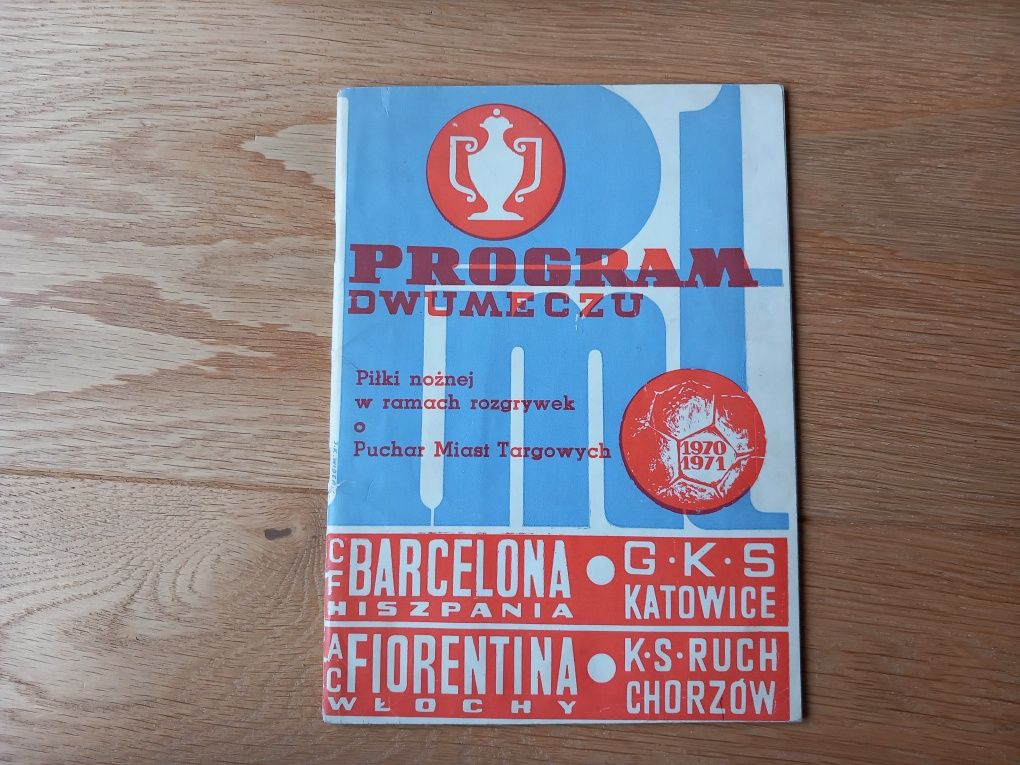 PROGRAM
DWUMECZU
Piłki nożnej
w ramach rozgrywek
o
Puchar Miast Targowych
1970
1971
CF BARCELONA • G·K·S
HISZPANIA KATOWICE
AC FIORENTINA • K·S·RUCH
WŁOCHY CHORZÓW